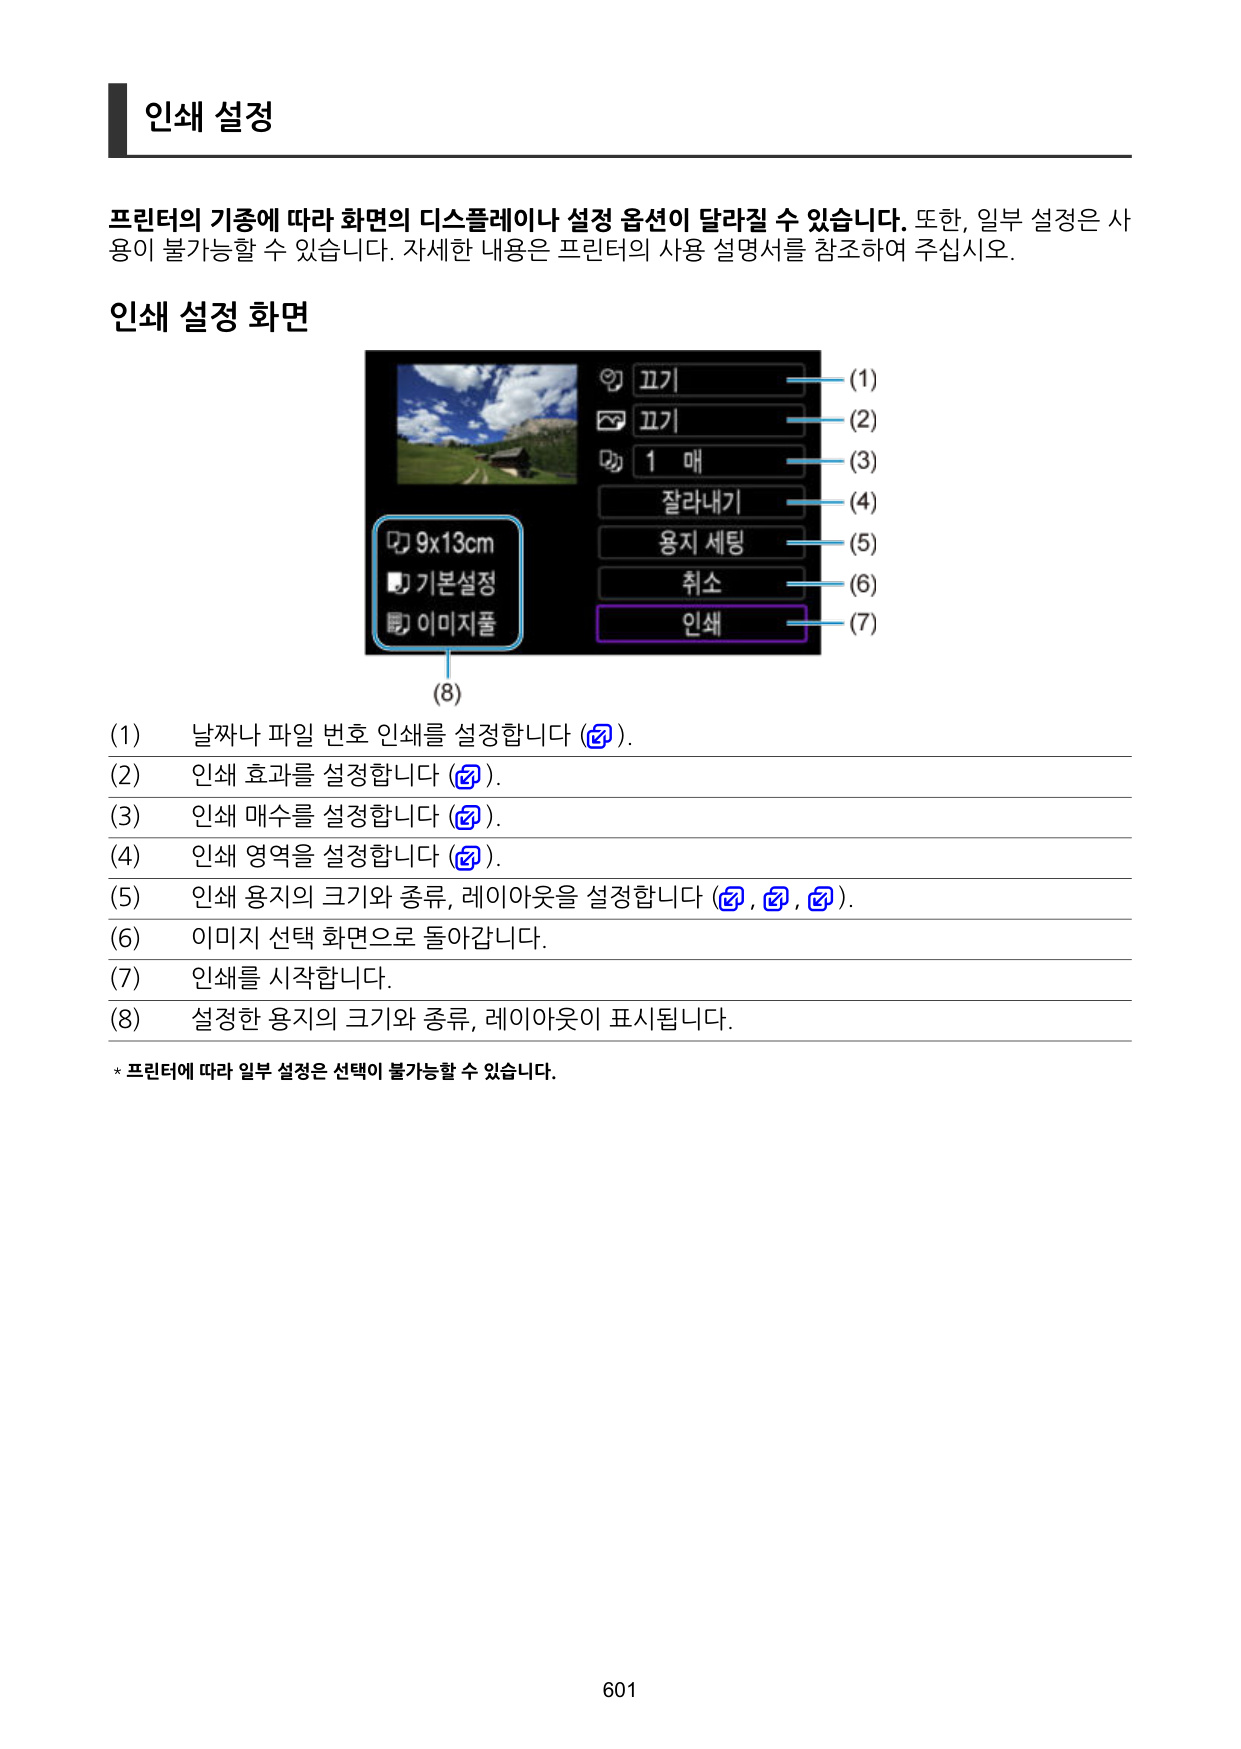 인쇄 설정
프린터의 기종에 따라 화면의 디스플레이나 설정 옵션이 달라질 수 있습니다. 또한, 일부 설정은 사
용이 불가능할 수 있습니다. 자세한 내용은 프린터의 사용 설명서를 참조하여 주십시오.
인쇄 설정 화면
끄기 (1)
끄기 (2)
1 매 (3)
잘라내기 (4)
9x13cm 용지 세팅 (5)
기본설정 취소 (6)
이미지풀 인쇄 (7)
(8)
(1) 날짜나 파일 번호 인쇄를 설정합니다 ( ).
(2) 인쇄 효과를 설정합니다 ( ).
(3) 인쇄 매수를 설정합니다 ( ).
(4) 인쇄 영역을 설정합니다 ( ).
(5) 인쇄 용지의 크기와 종류, 레이아웃을 설정합니다 ( , , ).
(6) 이미지 선택 화면으로 돌아갑니다.
(7) 인쇄를 시작합니다.
(8) 설정한 용지의 크기와 종류, 레이아웃이 표시됩니다.
* 프린터에 따라 일부 설정은 선택이 불가능할 수 있습니다.
601